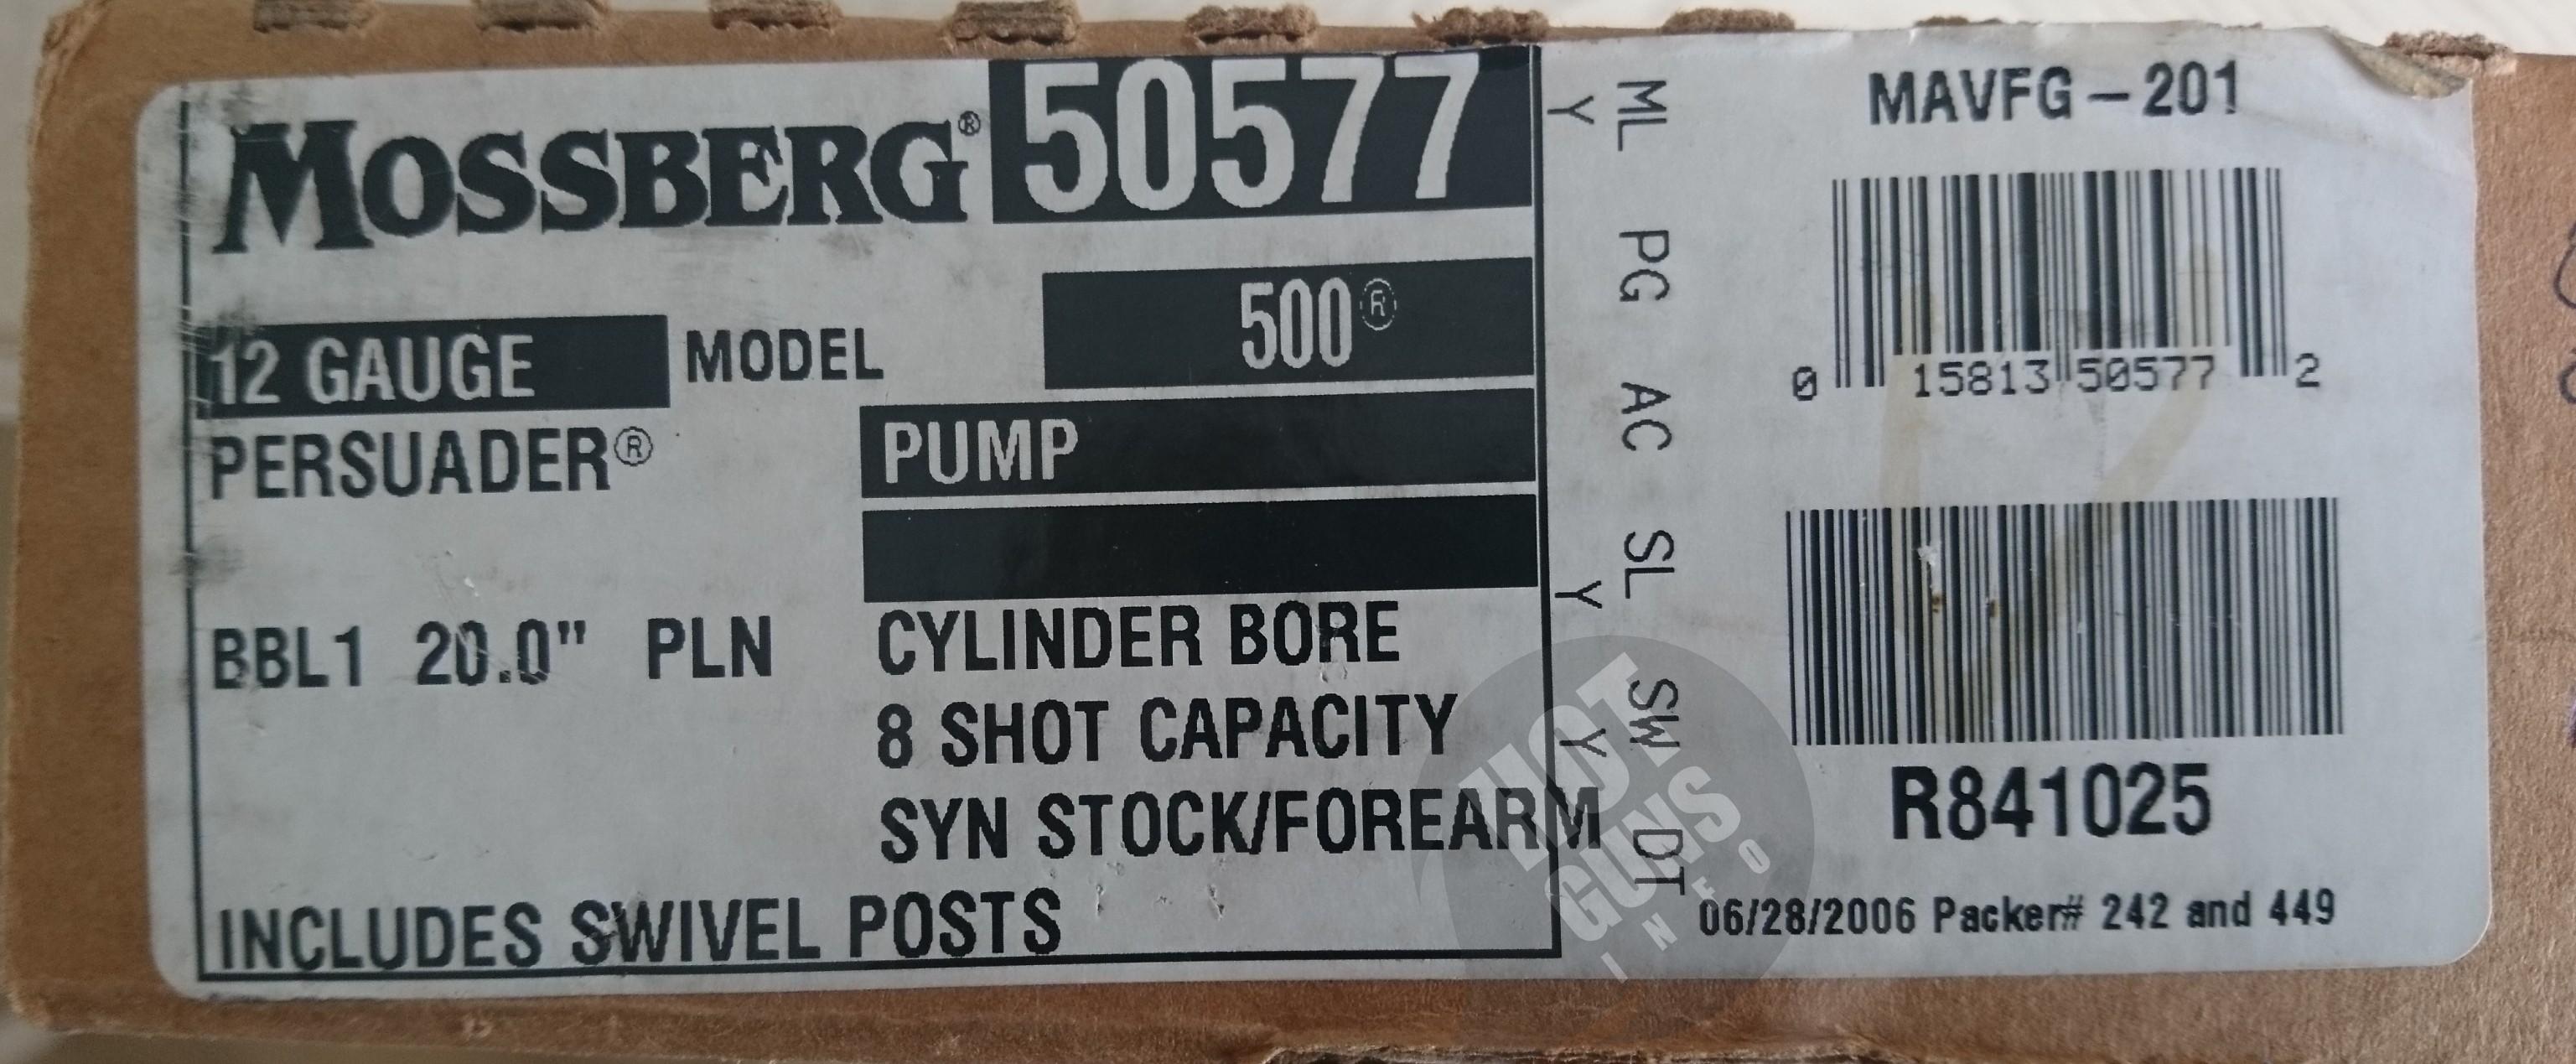 MOSSBERG® 50577
12 GAUGE MODEL 500®
PERSUADER® PUMP
BBL1 20.0" PLN CYLINDER BORE
8 SHOT CAPACITY
SYN STOCK/FOREARM
INCLUDES SWIVEL POSTS
ML PG AC SL SW DT
Y Y Y
MAVFG-201
0 15813 50577 2
R841025
06/28/2006 Packer# 242 and 449
HOT
GUNS.
INFO